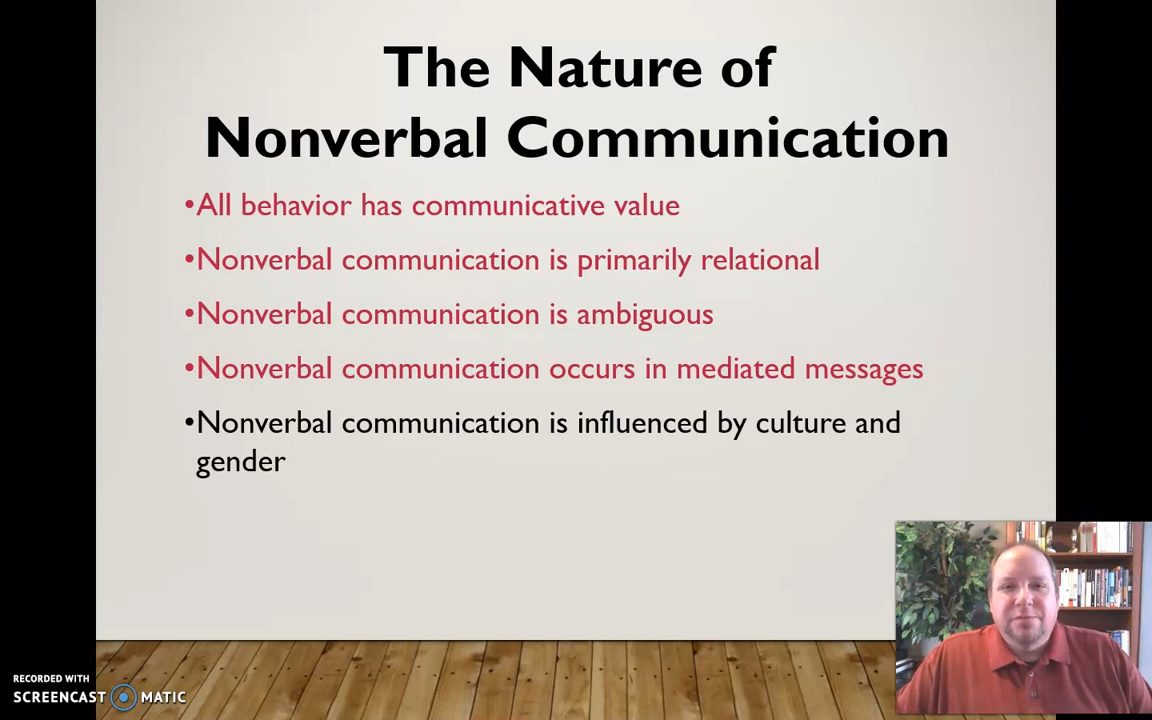 The Nature of
Nonverbal Communication
•All behavior has communicative value
•Nonverbal communication is primarily relational
•Nonverbal communication is ambiguous
•Nonverbal communication occurs in mediated messages
•Nonverbal communication is influenced by culture and
gender
RECORDED WITH
SCREENCAST MATIC